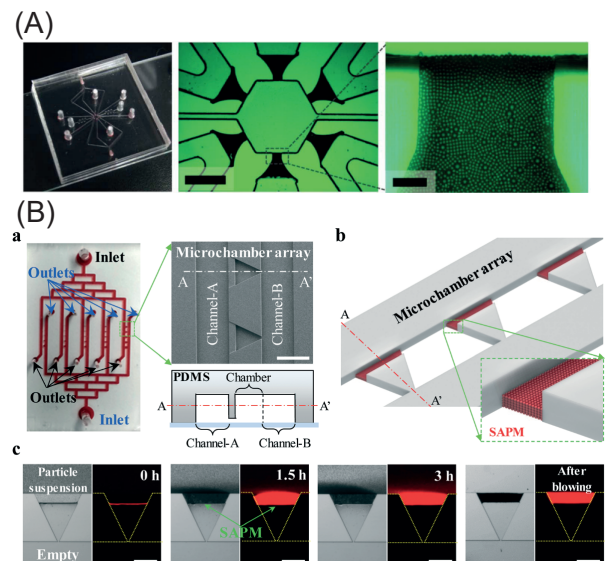 (A)
(B)
a
Inlet
Outlets
Outlets
Inlet
Microchamber array
A
A'
Channel-A
Channel-B
PDMS
Chamber
A
A'
Channel-A
Channel-B
b
Microchamber array
A
A'
SAPM
c
Particle
suspension
0 h
Empty
1.5 h
SAPM
3 h
After
blowing